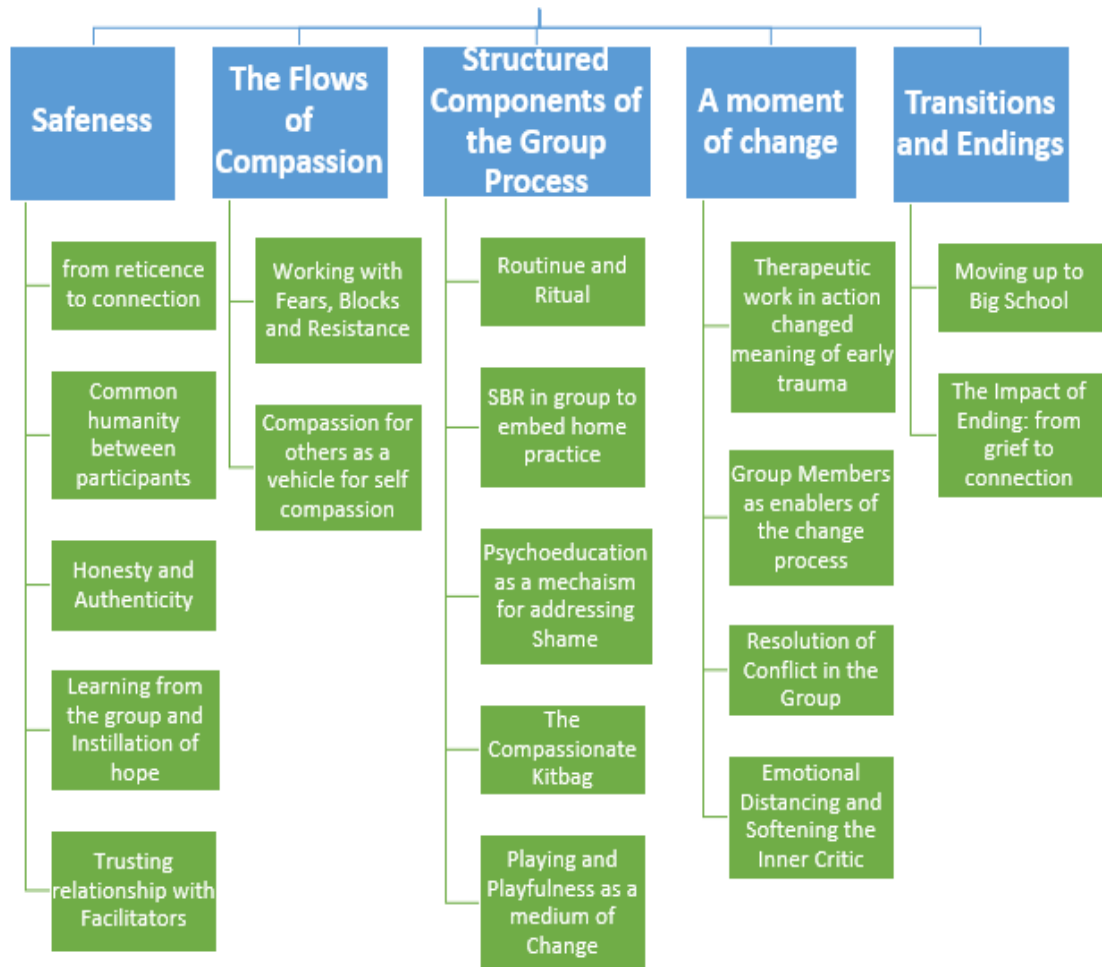 Safeness
from reticence
to connection
Common
humanity
between
participants
Honesty and
Authenticity
Learning from
the group and
Instillation of
hope
Trusting
relationship with
Facilitators
The Flows
of
Compassion
Working with
Fears, Blocks
and Resistance
Compassion for
others as a
vehicle for self
compassion
Structured
Components of
the Group
Process
Routinue and
Ritual
SBR in group to
embed home
practice
Psychoeducation
as a mechaism
for addressing
Shame
The
Compassionate
Kitbag
Playing and
Playfulness as a
medium of
Change
A moment
of change
Therapeutic
work in action
changed
meaning of early
trauma
Group Members
as enablers of
the change
process
Resolution of
Conflict in the
Group
Emotional
Distancing and
Softening the
Inner Critic
Transitions
and Endings
Moving up to
Big School
The Impact of
Ending: from
grief to
connection